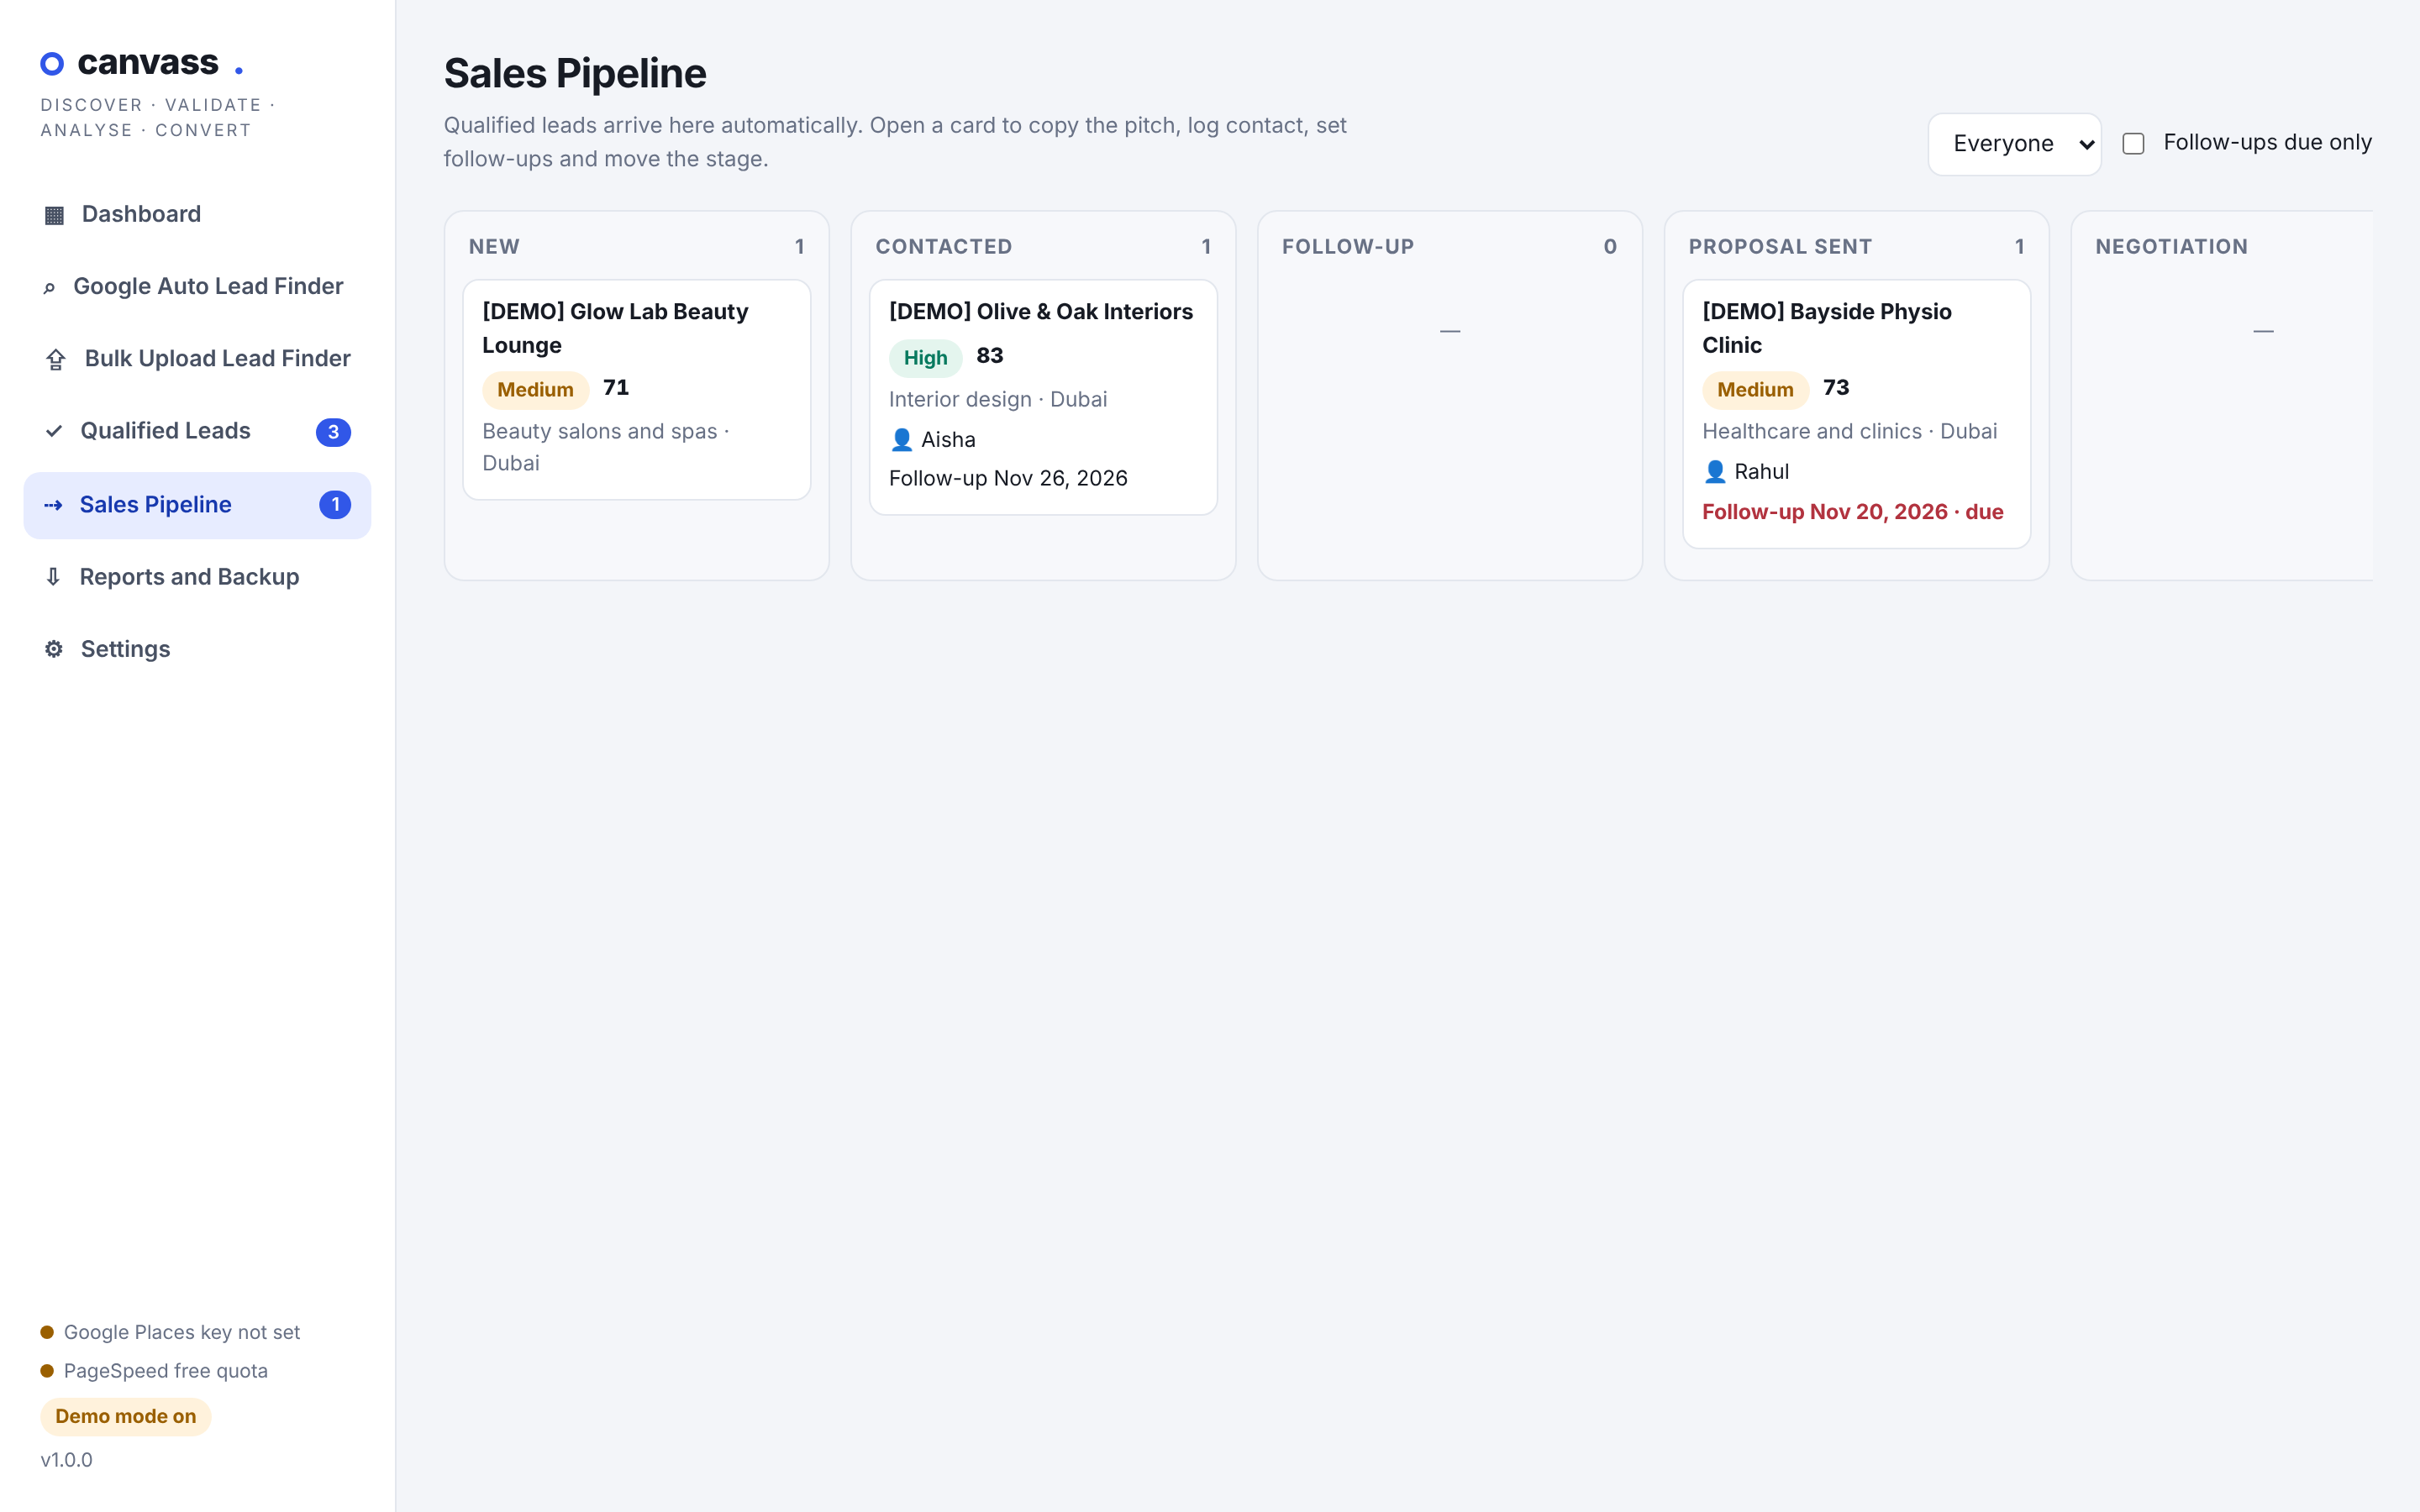 canvass .
DISCOVER · VALIDATE ·
ANALYSE · CONVERT
Dashboard
Google Auto Lead Finder
Bulk Upload Lead Finder
Qualified Leads 3
Sales Pipeline 1
Reports and Backup
Settings
Google Places key not set
PageSpeed free quota
Demo mode on
v1.0.0
Sales Pipeline
Qualified leads arrive here automatically. Open a card to copy the pitch, log contact, set
follow-ups and move the stage.
Everyone
Follow-ups due only
NEW 1
[DEMO] Glow Lab Beauty
Lounge
Medium 71
Beauty salons and spas ·
Dubai
CONTACTED 1
[DEMO] Olive & Oak Interiors
High 83
Interior design · Dubai
Aisha
Follow-up Nov 26, 2026
FOLLOW-UP 0
—
PROPOSAL SENT 1
[DEMO] Bayside Physio
Clinic
Medium 73
Healthcare and clinics · Dubai
Rahul
Follow-up Nov 20, 2026 · due
NEGOTIATION
—